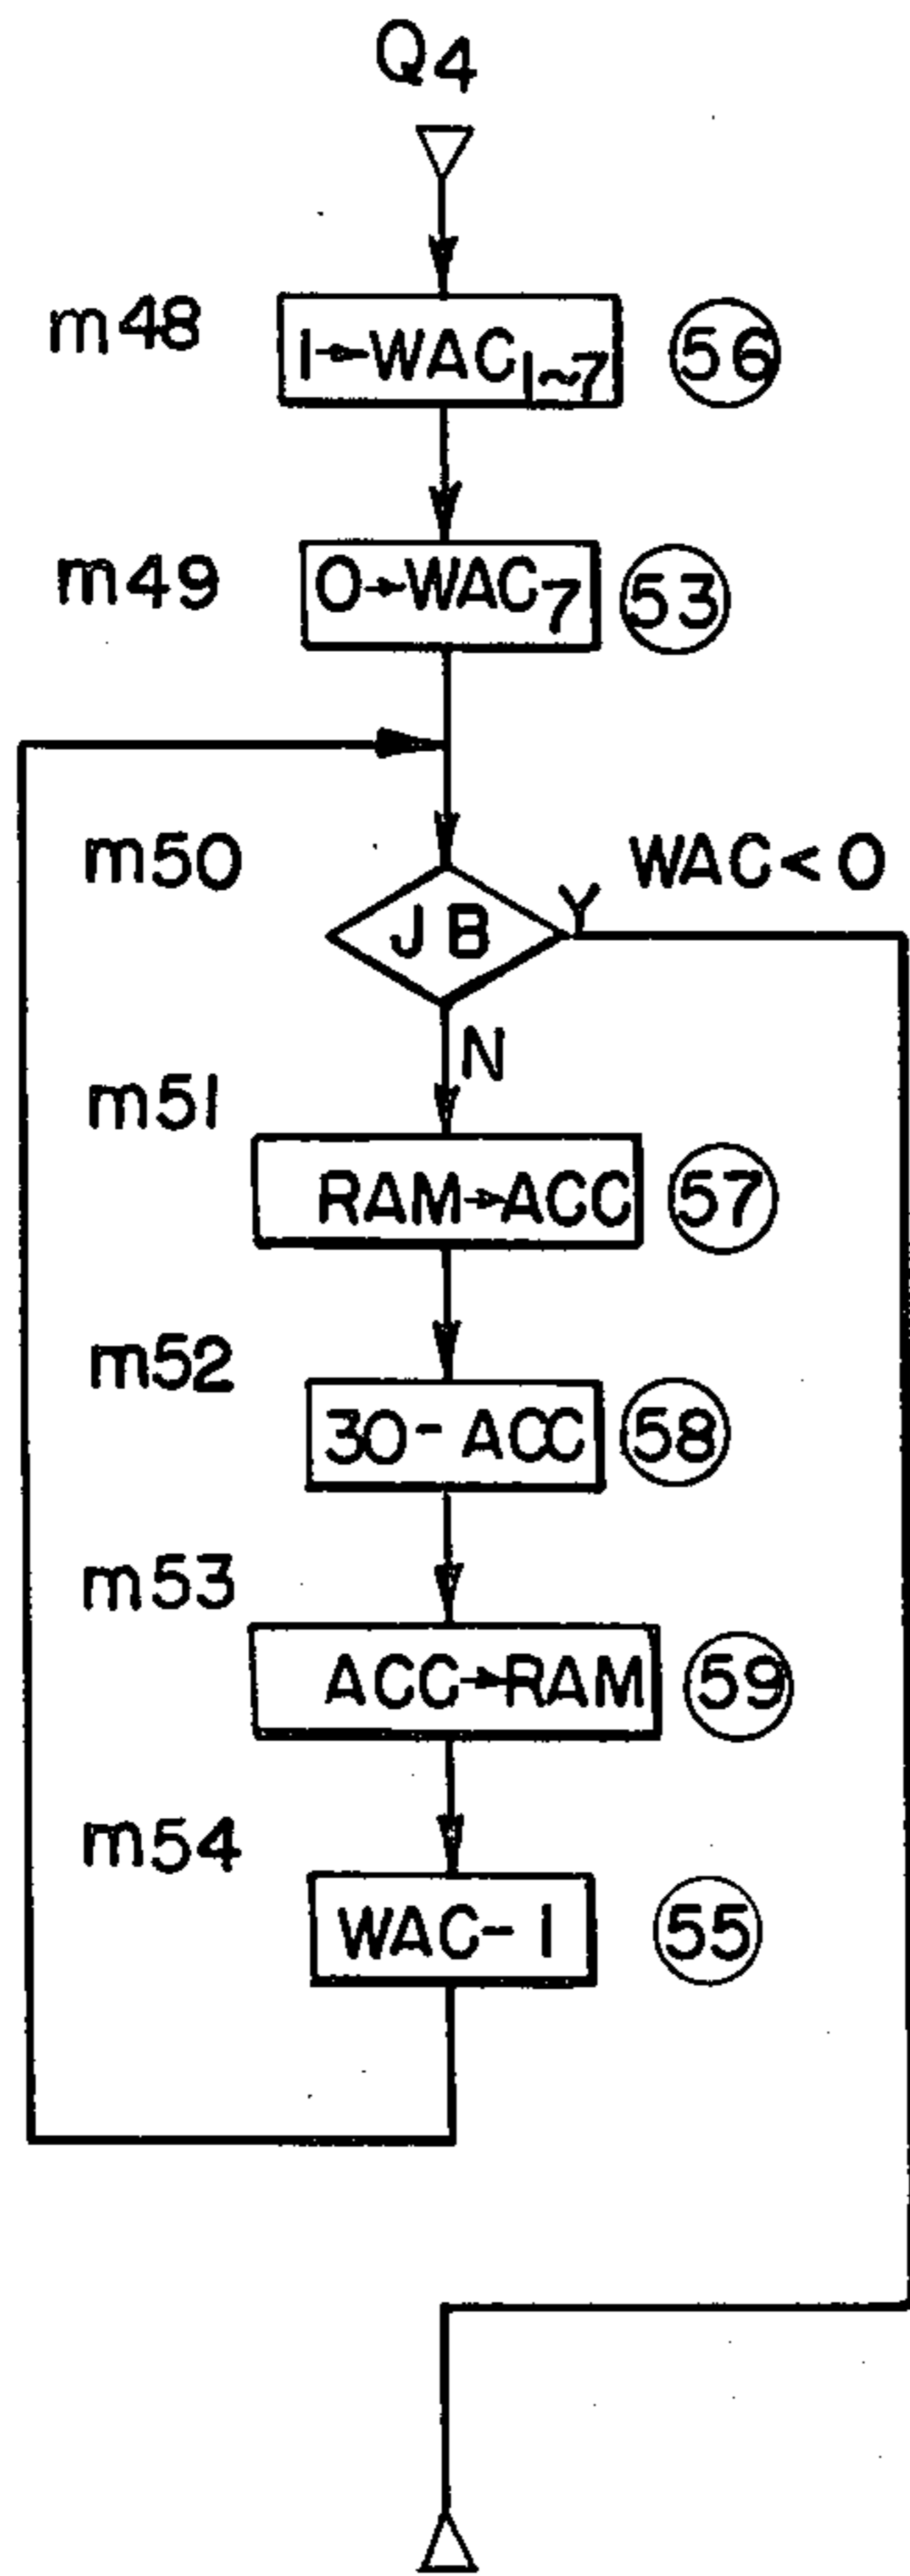 Q4
m48 1→WAC1~7 56
m49 0→WAC7 53
m50 WAC<0
JB Y
N
m51
RAM→ACC 57
m52
30-ACC 58
m53
ACC→RAM 59
m54
WAC-1 55